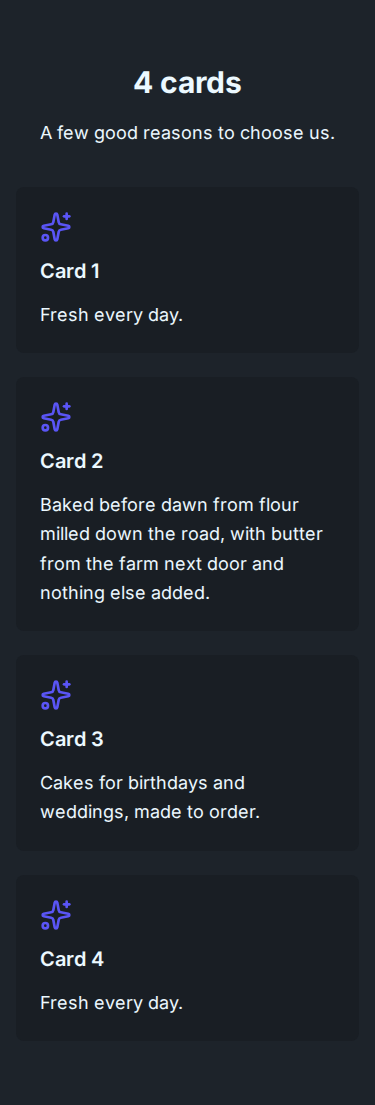 4 cards
A few good reasons to choose us.
Card 1
Fresh every day.
Card 2
Baked before dawn from flour
milled down the road, with butter
from the farm next door and
nothing else added.
Card 3
Cakes for birthdays and
weddings, made to order.
Card 4
Fresh every day.